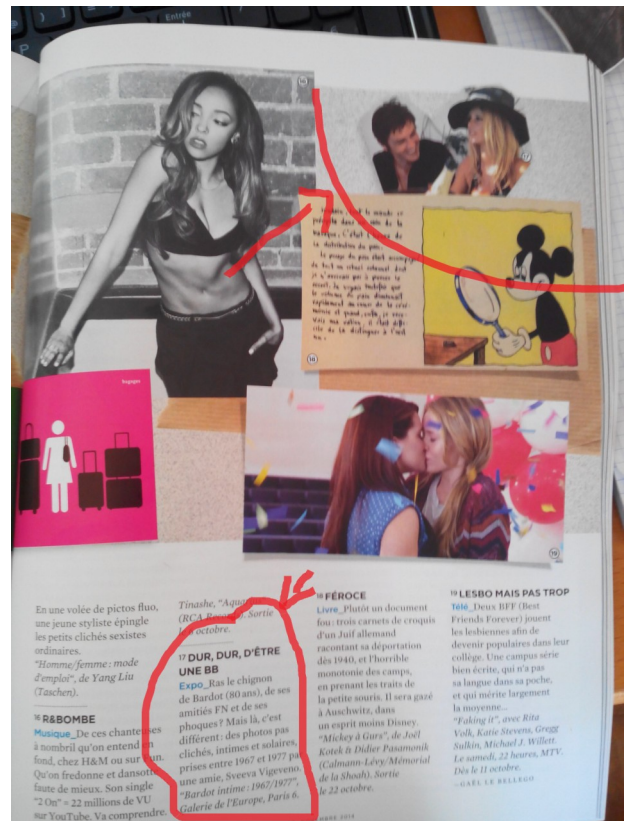 Entrée
P
16
17
la distribution du pain.
18
Voyages
19
En une volée de pictos fluo,
une jeune styliste épingle
les petits clichés sexistes
ordinaires.
"Homme/femme : mode
d'emploi", de Yang Liu
(Taschen).
16 R&BOMBE
Musique_De ces chanteuses
à nombril qu'on entend en
fond, chez H&M ou sur Fun.
Qu'on fredonne et dansote
faute de mieux. Son single
"2 On" = 22 millions de VU
sur YouTube. Va comprendre.
Tinashe, "Aquarius"
(RCA Records). Sortie
octobre.
17 DUR, DUR, D'ÊTRE
UNE BB
Expo_Ras le chignon
de Bardot (80 ans), de ses
amitiés FN et de ses
phoques ? Mais là, c'est
différent : des photos pas
clichés, intimes et solaires,
prises entre 1967 et 1977 par
une amie, Sveeva Vigeveno.
"Bardot intime : 1967/1977",
Galerie de l'Europe, Paris 6.
18 FÉROCE
Livre_Plutôt un document
fou : trois carnets de croquis
d'un Juif allemand
racontant sa déportation
dès 1940, et l'horrible
monotonie des camps,
en prenant les traits de
la petite souris. Il sera gazé
à Auschwitz, dans
un esprit moins Disney.
"Mickey à Gurs", de Joël
Kotek & Didier Pasamonik
(Calmann-Lévy/Mémorial
de la Shoah). Sortie
le 22 octobre.
19 LESBO MAIS PAS TROP
Télé_Deux BFF (Best
Friends Forever) jouent
les lesbiennes afin de
devenir populaires dans leur
collège. Une campus série
bien écrite, qui n'a pas
sa langue dans sa poche,
et qui mérite largement
la moyenne...
"Faking it", avec Rita
Volk, Katie Stevens, Gregg
Sulkin, Michael J. Willett.
Le samedi, 22 heures, MTV.
Dès le 11 octobre.
—GAËL LE BELLEGO